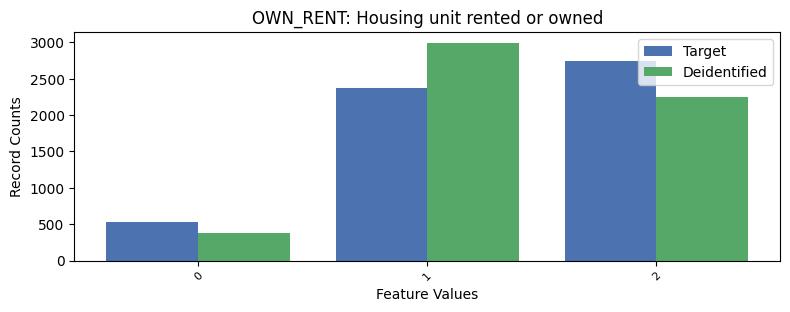 OWN_RENT: Housing unit rented or owned
Target
Deidentified
Record Counts
3000
2500
2000
1500
1000
500
0
0
1
2
Feature Values